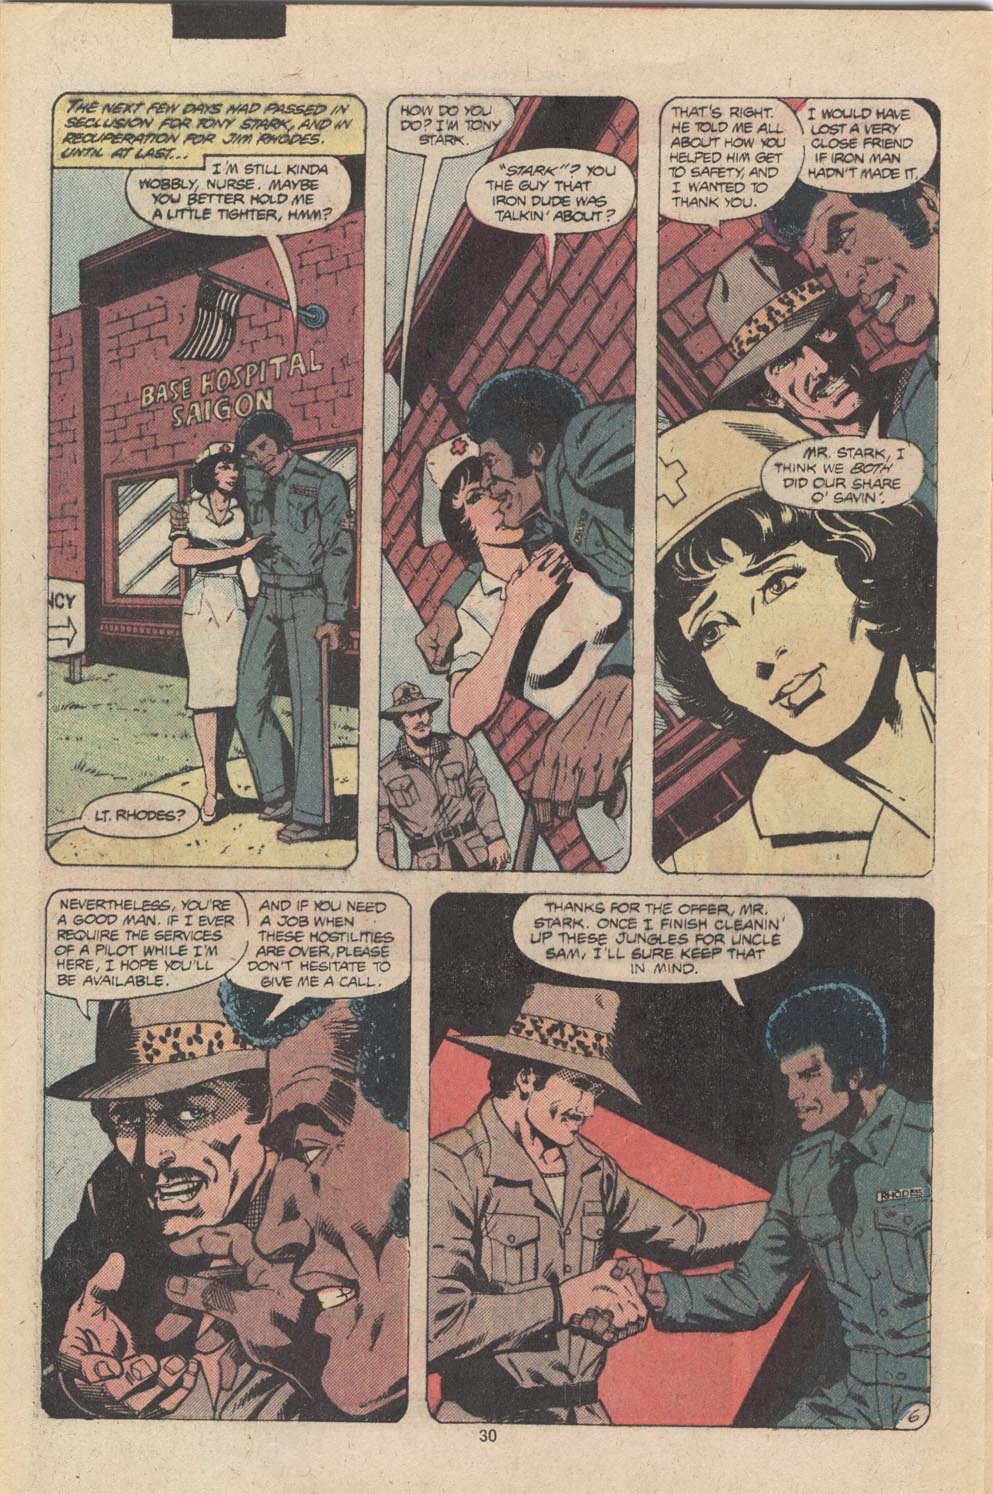 THE NEXT FEW DAYS HAD PASSED IN
SECLUSION FOR TONY STARK, AND IN
RECUPERATION FOR JIM RHODES.
UNTIL AT LAST...
I'M STILL KINDA
WOBBLY, NURSE. MAYBE
YOU BETTER HOLD ME
A LITTLE TIGHTER, HMM?
BASE HOSPITAL
SAIGON
NCY
LT. RHODES?
HOW DO YOU
DO? I'M TONY
STARK.
"STARK"? YOU
THE GUY THAT
IRON DUDE WAS
TALKIN' ABOUT?
THAT'S RIGHT.
HE TOLD ME ALL
ABOUT HOW YOU
HELPED HIM GET
TO SAFETY, AND
I WANTED TO
THANK YOU.
I WOULD HAVE
LOST A VERY
CLOSE FRIEND
IF IRON MAN
HADN'T MADE IT.
MR. STARK, I
THINK WE BOTH
DID OUR SHARE
O' SAVIN'.
NEVERTHELESS, YOU'RE
A GOOD MAN. IF I EVER
REQUIRE THE SERVICES
OF A PILOT WHILE I'M
HERE, I HOPE YOU'LL
BE AVAILABLE.
AND IF YOU NEED
A JOB WHEN
THESE HOSTILITIES
ARE OVER, PLEASE
DON'T HESITATE TO
GIVE ME A CALL.
THANKS FOR THE OFFER, MR.
STARK. ONCE I FINISH CLEANIN'
UP THESE JUNGLES FOR UNCLE
SAM, I'LL SURE KEEP THAT
IN MIND.
RHODES
6
30